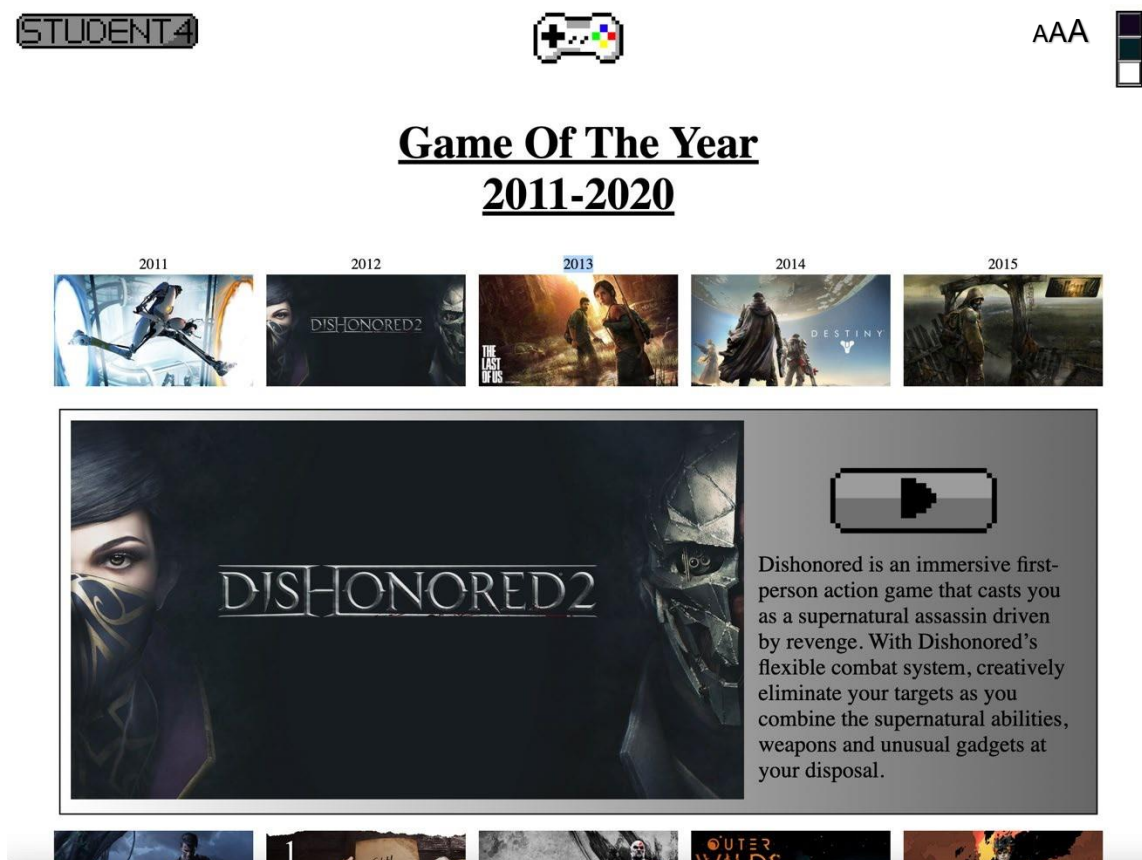 STUDENT4
AAA
Game Of The Year
2011-2020
2011
2012
2013
2014
2015
DISHONORED2
THE
LAST
OF US
DESTINY
DISHONORED2
Dishonored is an immersive first-
person action game that casts you
as a supernatural assassin driven
by revenge. With Dishonored’s
flexible combat system, creatively
eliminate your targets as you
combine the supernatural abilities,
weapons and unusual gadgets at
your disposal.
OUTER
WILDS